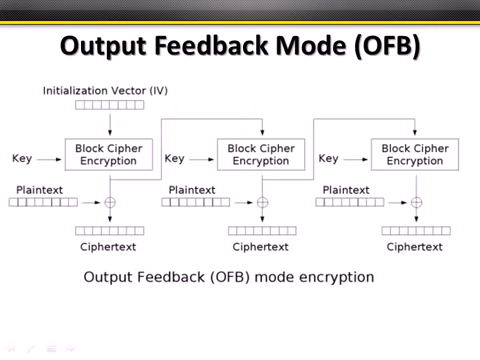 Output Feedback Mode (OFB)
Initialization Vector (IV)
Key
Block Cipher
Encryption
Key
Block Cipher
Encryption
Key
Block Cipher
Encryption
Plaintext
Plaintext
Plaintext
Ciphertext
Ciphertext
Ciphertext
Output Feedback (OFB) mode encryption